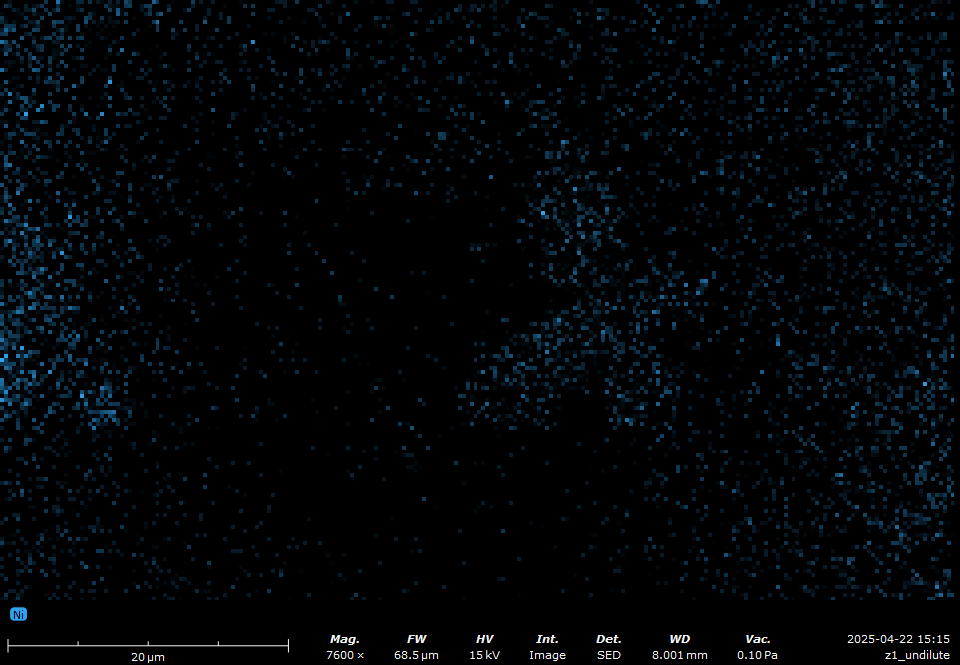 Ni
Mag. FW HV Int. Det. WD Vac. 2025-04-22 15:15
20 µm 7600 × 68.5 µm 15 kV Image SED 8.001 mm 0.10 Pa z1_undilute